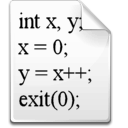 int x, y;
x = 0;
y = x++;
exit(0);